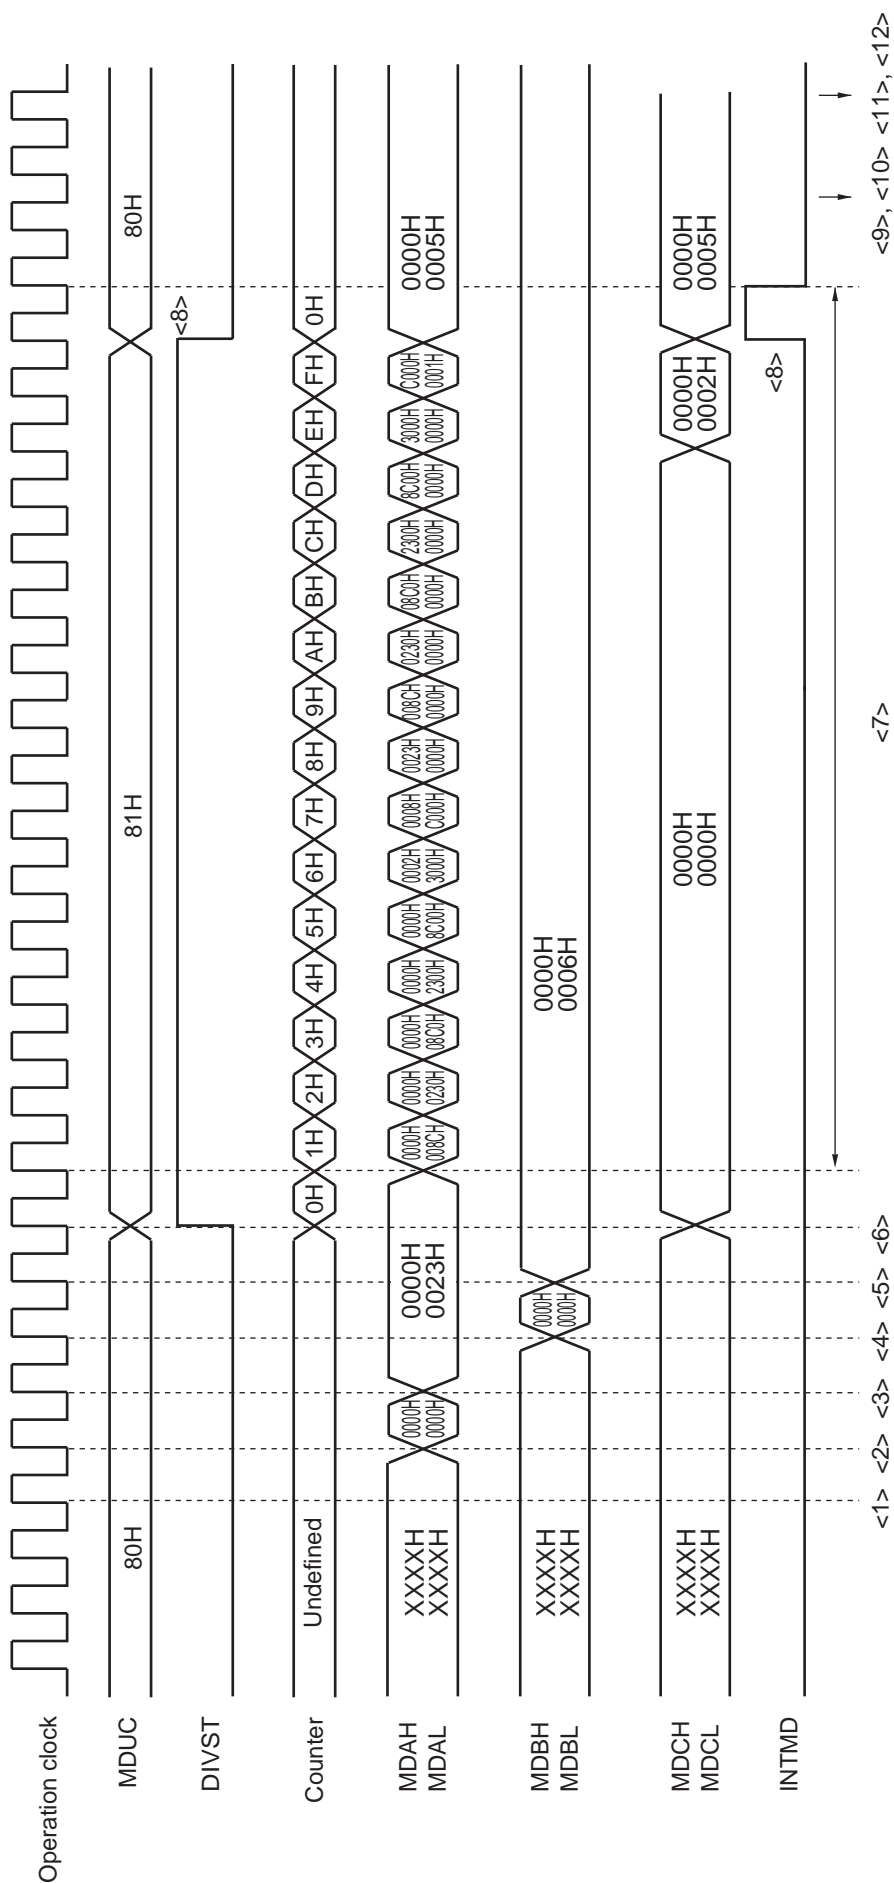 Operation clock
MDUC 80H 81H 80H
DIVST <8>
Counter Undefined 0H 1H 2H 3H 4H 5H 6H 7H 8H 9H AH BH CH DH EH FH 0H
MDAH XXXXH 0000H 0000H 0000H 0000H 0000H 0000H 0000H 0002H 0008H 0023H 008CH 0230H 08C0H 2300H 8C00H 3000H C000H 0000H
MDAL XXXXH 0000H 0023H 008CH 0230H 08C0H 2300H 8C00H 3000H C000H 0000H 0000H 0000H 0000H 0000H 0000H 0000H 0001H 0005H
MDBH XXXXH 0000H 0000H
MDBL XXXXH 0000H 0006H
MDCH XXXXH 0000H 0000H 0000H
MDCL XXXXH 0000H 0002H 0005H
INTMD <8>
<1> <2> <3> <4> <5> <6> <7> <9>, <10> <11>, <12>